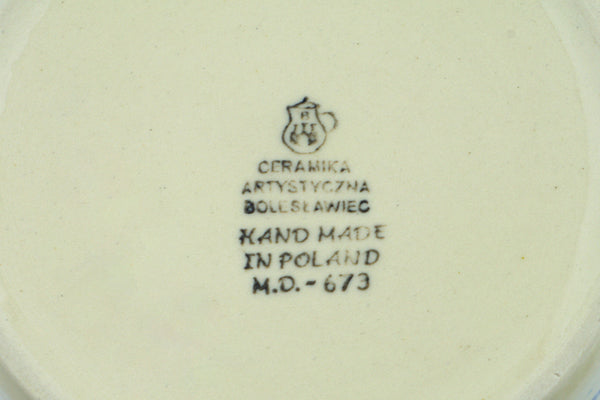 CERAMIKA
ARTYSTYCZNA
BOLESŁAWIEC
HAND MADE
IN POLAND
M.D.-673